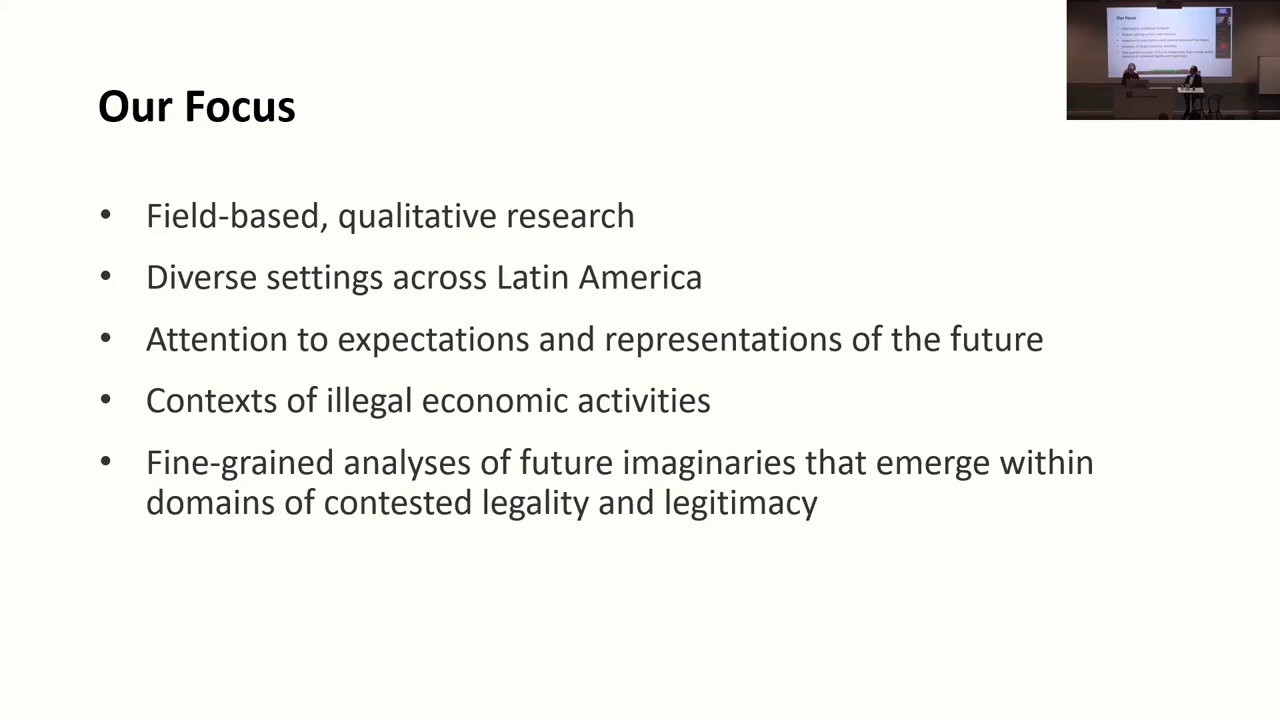 Our Focus
• Field-based, qualitative research
• Diverse settings across Latin America
• Attention to expectations and representations of the future
• Contexts of illegal economic activities
• Fine-grained analyses of future imaginaries that emerge within
domains of contested legality and legitimacy
Our Focus